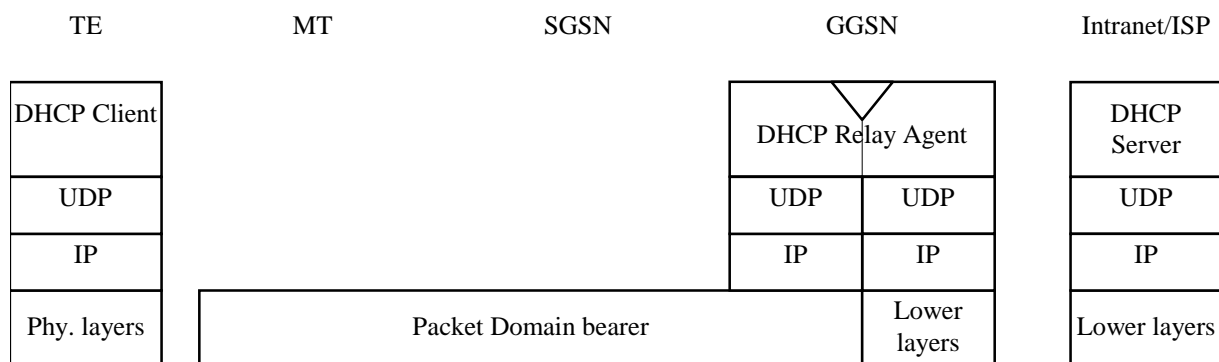 TE MT SGSN GGSN Intranet/ISP
DHCP Client DHCP Relay Agent DHCP
Server
UDP UDP UDP UDP
IP IP IP IP
Phy. layers Packet Domain bearer Lower
layers Lower layers